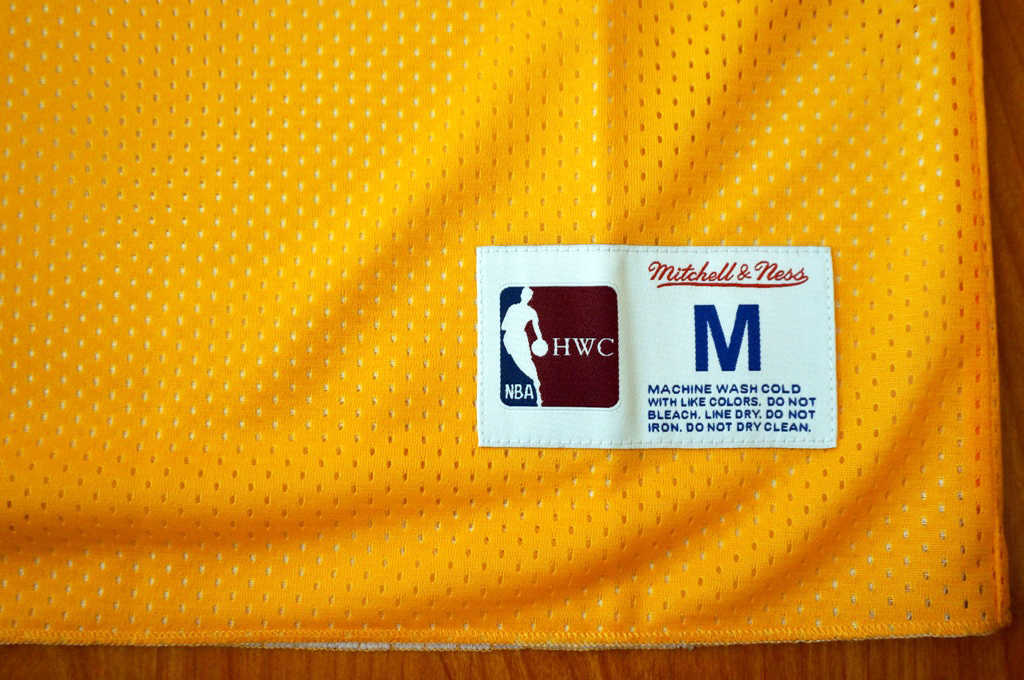 NBA
HWC
Mitchell & Ness
M
MACHINE WASH COLD
WITH LIKE COLORS. DO NOT
BLEACH. LINE DRY. DO NOT
IRON. DO NOT DRY CLEAN.